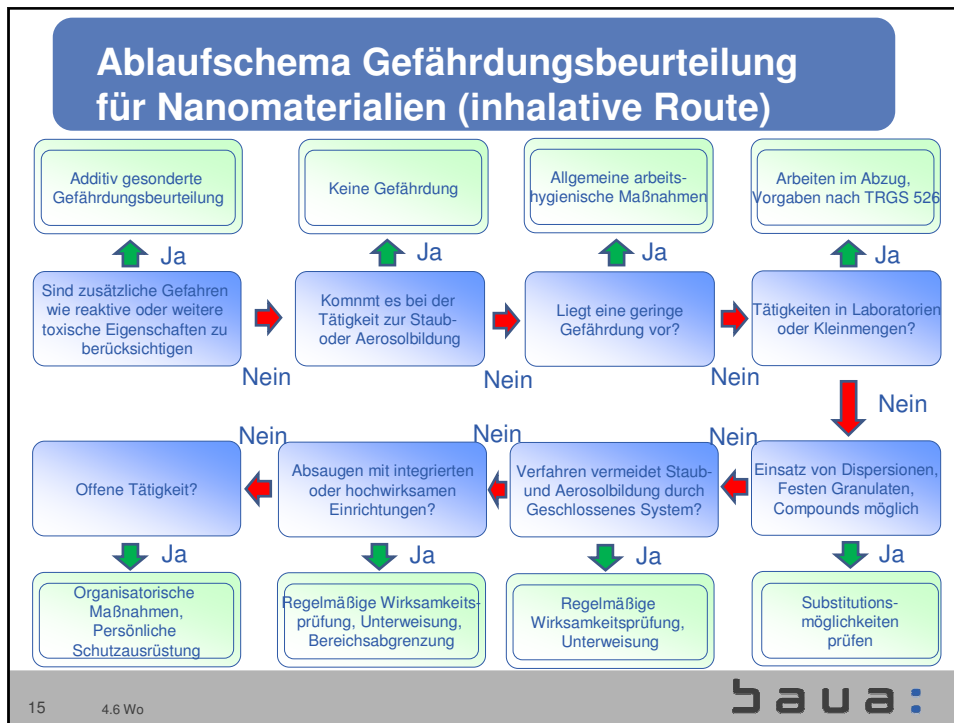 Ablaufschema Gefährdungsbeurteilung
für Nanomaterialien (inhalative Route)
Additiv gesonderte
Gefährdungsbeurteilung
Keine Gefährdung
Allgemeine arbeits-
hygienische Maßnahmen
Arbeiten im Abzug,
Vorgaben nach TRGS 526
Ja
Ja
Ja
Ja
Sind zusätzliche Gefahren
wie reaktive oder weitere
toxische Eigenschaften zu
berücksichtigen
Komnmt es bei der
Tätigkeit zur Staub-
oder Aerosolbildung
Liegt eine geringe
Gefährdung vor?
Tätigkeiten in Laboratorien
oder Kleinmengen?
Nein
Nein
Nein
Nein
Nein
Nein
Nein
Offene Tätigkeit?
Absaugen mit integrierten
oder hochwirksamen
Einrichtungen?
Verfahren vermeidet Staub-
und Aerosolbildung durch
Geschlossenes System?
Einsatz von Dispersionen,
Festen Granulaten,
Compounds möglich
Ja
Ja
Ja
Ja
Organisatorische
Maßnahmen,
Persönliche
Schutzausrüstung
Regelmäßige Wirksamkeits-
prüfung, Unterweisung,
Bereichsabgrenzung
Regelmäßige
Wirksamkeitsprüfung,
Unterweisung
Substitutions-
möglichkeiten
prüfen
15
4.6 Wo
baua: